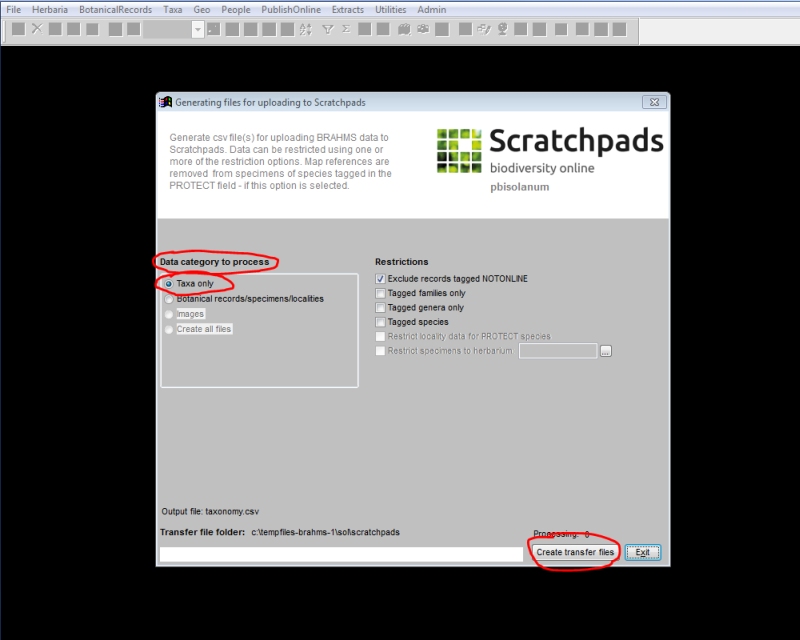 File Herbaria BotanicalRecords Taxa Geo People PublishOnline Extracts Utilities Admin
Generating files for uploading to Scratchpads
Generate csv file(s) for uploading BRAHMS data to
Scratchpads. Data can be restricted using one or
more of the restriction options. Map references are
removed from specimens of species tagged in the
PROTECT field - if this option is selected.
Scratchpads
biodiversity online
pbisolanum
Data category to process
Taxa only
Botanical records/specimens/localities
Images
Create all files
Restrictions
Exclude records tagged NOTONLINE
Tagged families only
Tagged genera only
Tagged species
Restrict locality data for PROTECT species
Restrict specimens to herbarium: ...
Output file: taxonomy.csv
Transfer file folder: c:\tempfiles-brahms-1\sol\scratchpads
Processing: 0
Create transfer files Exit